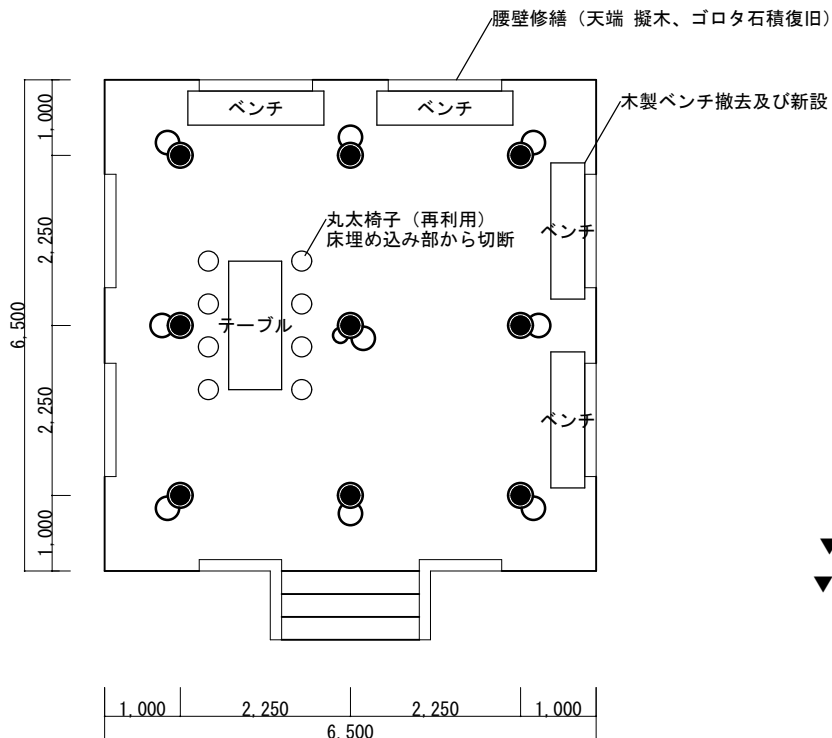 腰壁修繕（天端 擬木、ゴロタ石積復旧）
木製ベンチ撤去及び新設
ベンチ
ベンチ
1,000
丸太椅子（再利用）
床埋め込み部から切断
2,250
ベンチ
テーブル
6,500
2,250
ベンチ
1,000
▼
▼
1,000
2,250
2,250
1,000
6,500